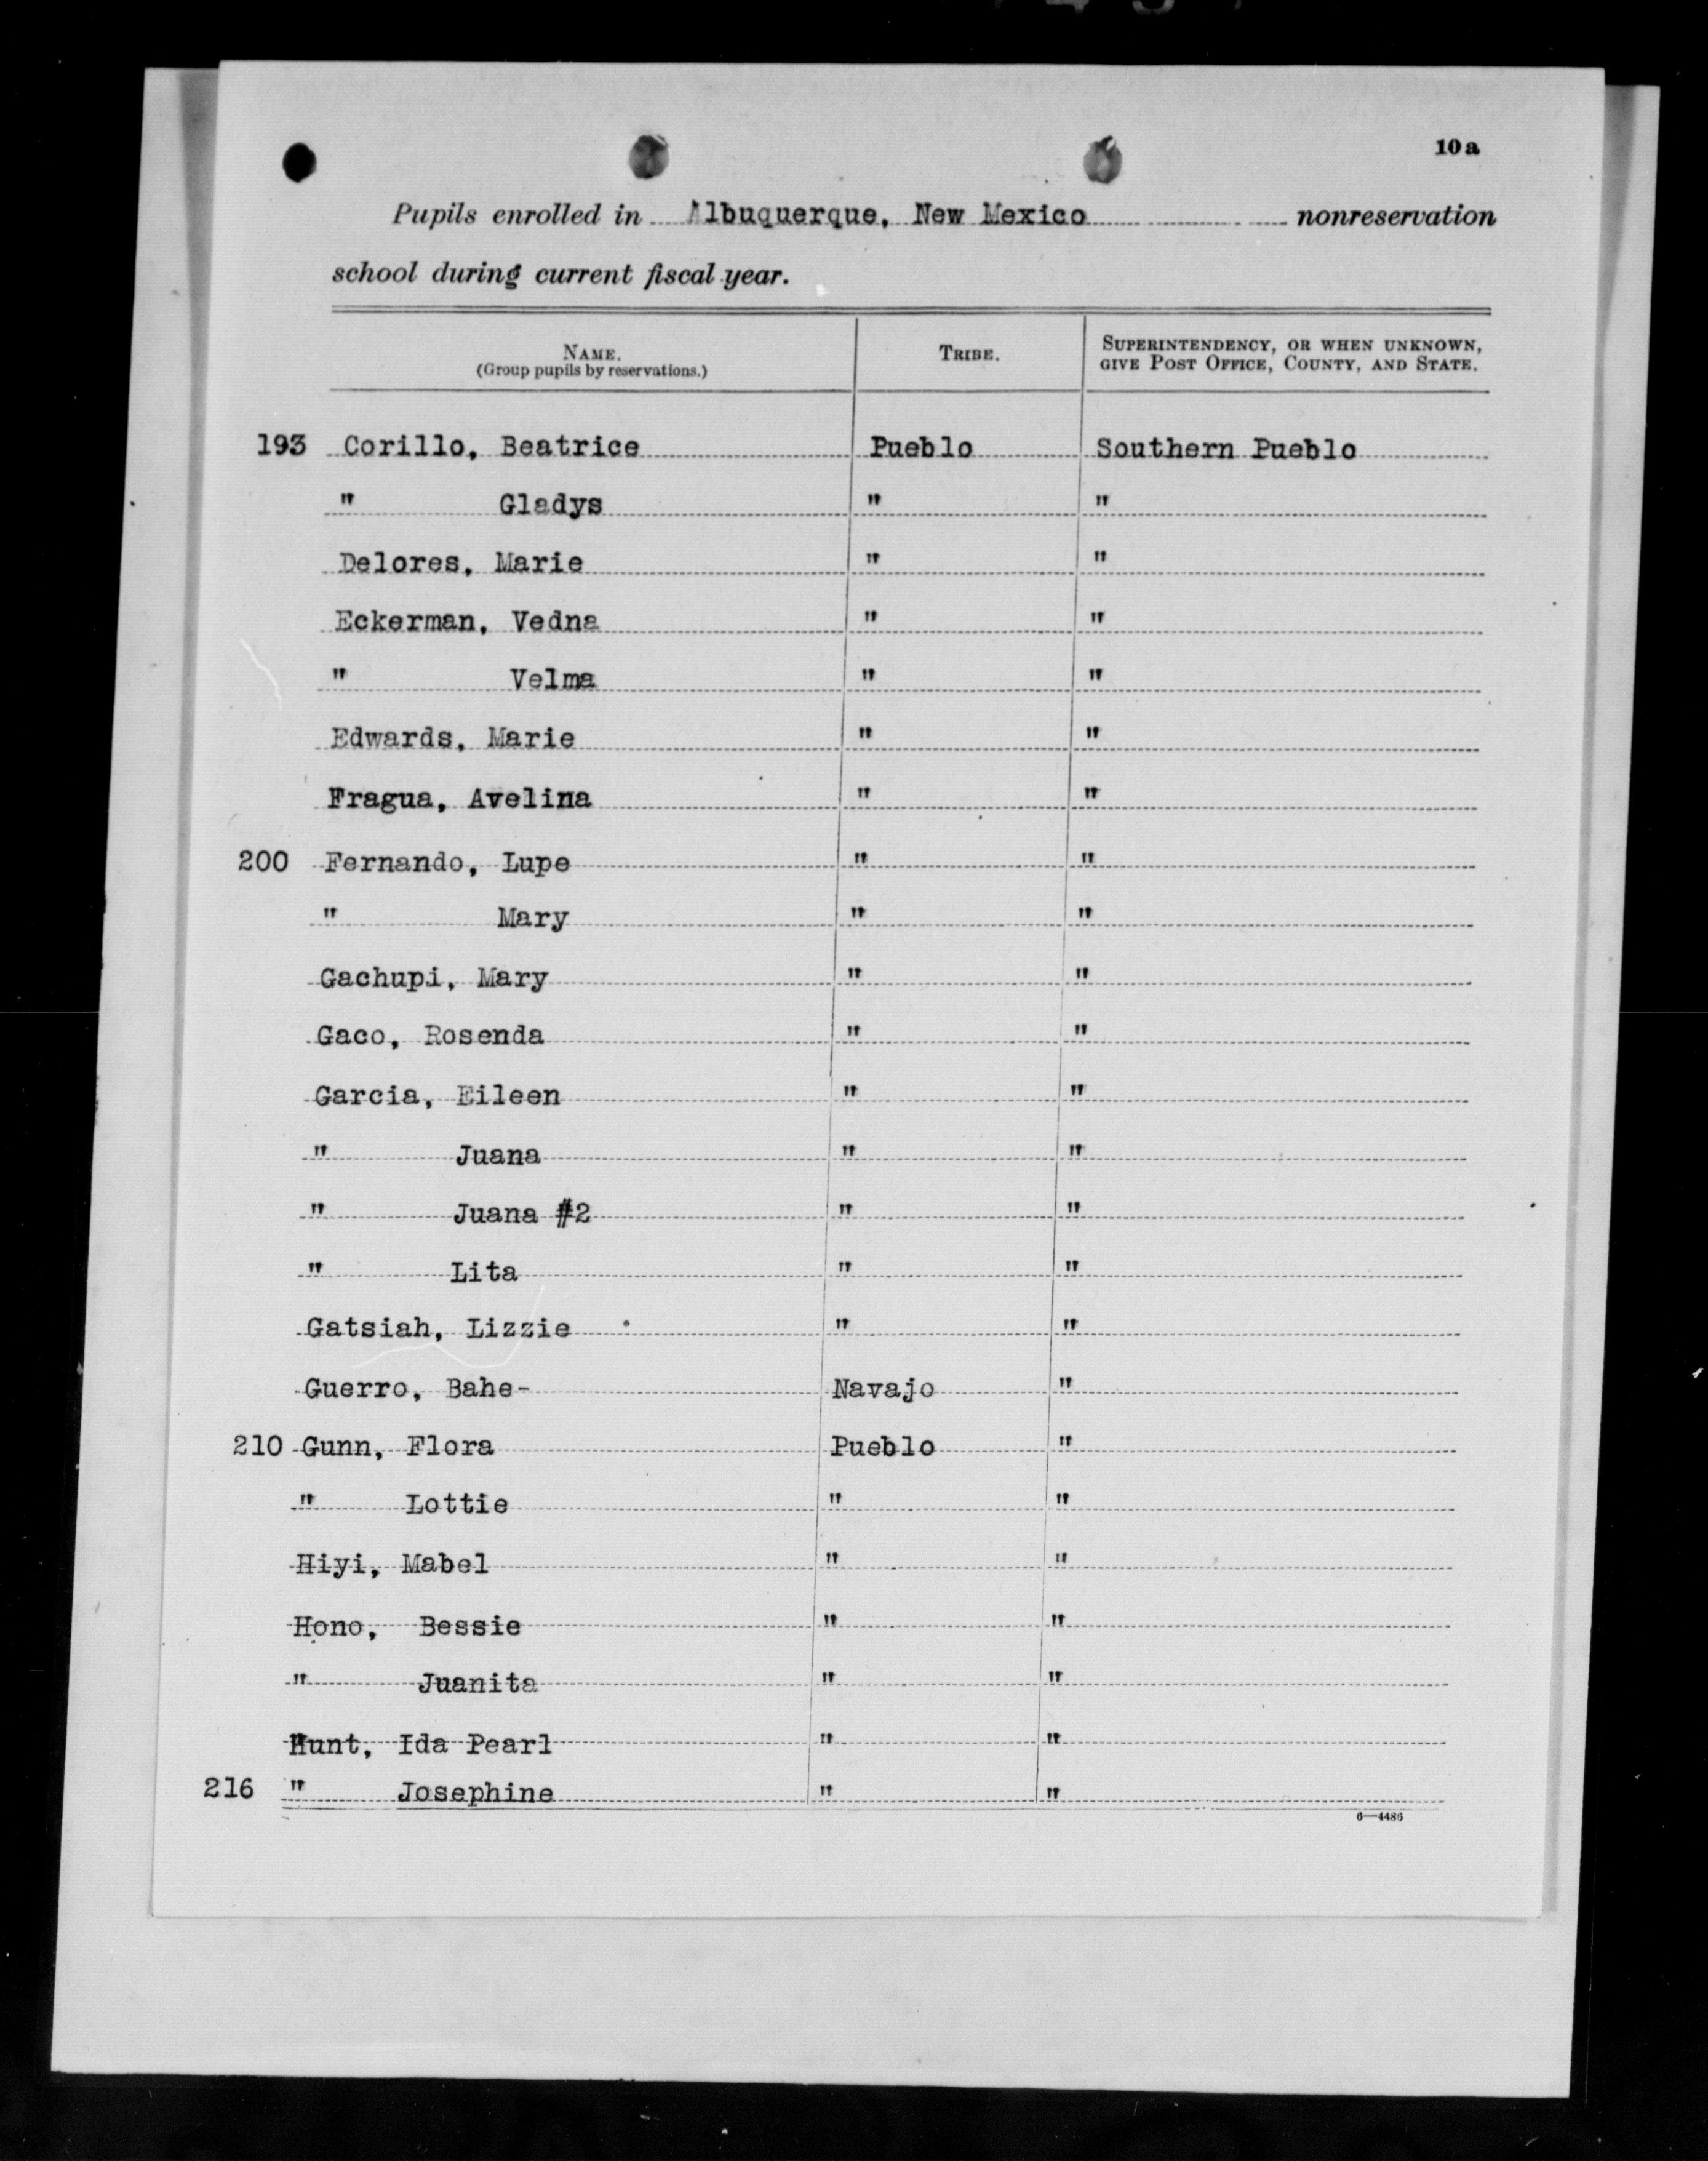 10a
Pupils enrolled in Albuquerque, New Mexico nonreservation
school during current fiscal year.
NAME.
(Group pupils by reservations.)
TRIBE.
SUPERINTENDENCY, OR WHEN UNKNOWN,
GIVE POST OFFICE, COUNTY, AND STATE.
193 Corillo, Beatrice Pueblo Southern Pueblo
" Gladys " "
Delores, Marie " "
Eckerman, Vedna " "
" Velma " "
Edwards, Marie " "
Fragua, Avelina " "
200 Fernando, Lupe " "
" Mary " "
Gachupi, Mary " "
Gaco, Rosenda " "
Garcia, Eileen " "
" Juana " "
" Juana #2 " "
" Lita " "
Gatsiah, Lizzie " "
Guerro, Bahe- Navajo "
210 Gunn, Flora Pueblo "
" Lottie " "
Hiyi, Mabel " "
Hono, Bessie " "
" Juanita " "
Hunt, Ida Pearl " "
216 " Josephine " "
6—4486